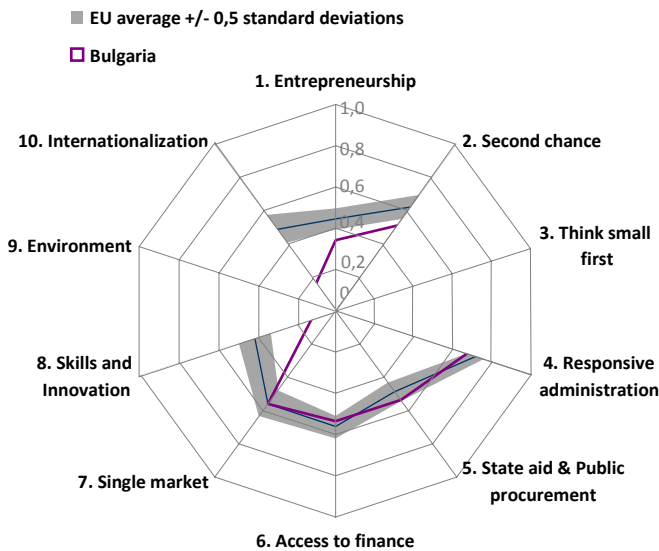 EU average +/- 0,5 standard deviations
Bulgaria
1. Entrepreneurship
1,0
10. Internationalization
2. Second chance
0,8
0,6
9. Environment
3. Think small
first
0,4
0,2
0
8. Skills and
Innovation
4. Responsive
administration
7. Single market
5. State aid & Public
procurement
6. Access to finance